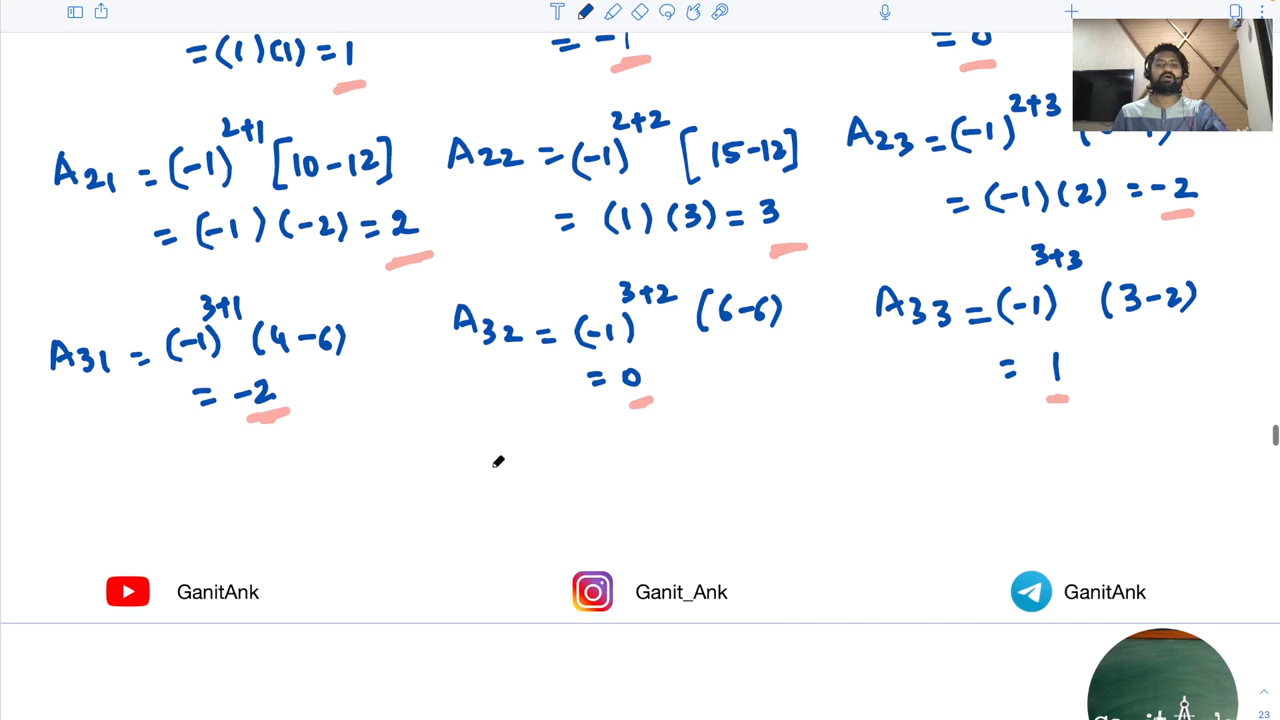 = (1) (1) = 1
= -1
= 0
A21 = (-1)^2+1 [10-12]
= (-1) (-2) = 2
A22 = (-1)^2+2 [15-12]
= (1) (3) = 3
A23 = (-1)^2+3
= (-1) (2) = -2
A31 = (-1)^3+1 (4-6)
= -2
A32 = (-1)^3+2 (6-6)
= 0
A33 = (-1)^3+3 (3-2)
= 1
GanitAnk
Ganit_Ank
GanitAnk
23